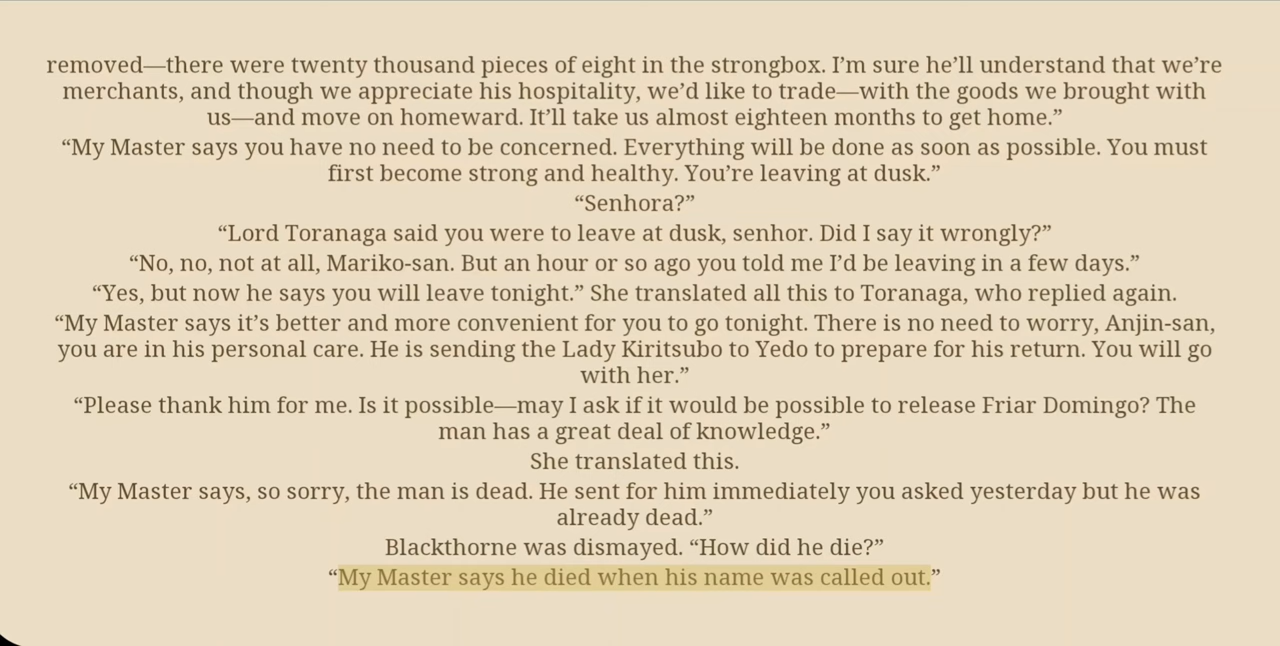 removed—there were twenty thousand pieces of eight in the strongbox. I’m sure he’ll understand that we’re
merchants, and though we appreciate his hospitality, we’d like to trade—with the goods we brought with
us—and move on homeward. It’ll take us almost eighteen months to get home.”
“My Master says you have no need to be concerned. Everything will be done as soon as possible. You must
first become strong and healthy. You’re leaving at dusk.”
“Senhora?”
“Lord Toranaga said you were to leave at dusk, senhor. Did I say it wrongly?”
“No, no, not at all, Mariko-san. But an hour or so ago you told me I’d be leaving in a few days.”
“Yes, but now he says you will leave tonight.” She translated all this to Toranaga, who replied again.
“My Master says it’s better and more convenient for you to go tonight. There is no need to worry, Anjin-san,
you are in his personal care. He is sending the Lady Kiritsubo to Yedo to prepare for his return. You will go
with her.”
“Please thank him for me. Is it possible—may I ask if it would be possible to release Friar Domingo? The
man has a great deal of knowledge.”
She translated this.
“My Master says, so sorry, the man is dead. He sent for him immediately you asked yesterday but he was
already dead.”
Blackthorne was dismayed. “How did he die?”
“My Master says he died when his name was called out.”